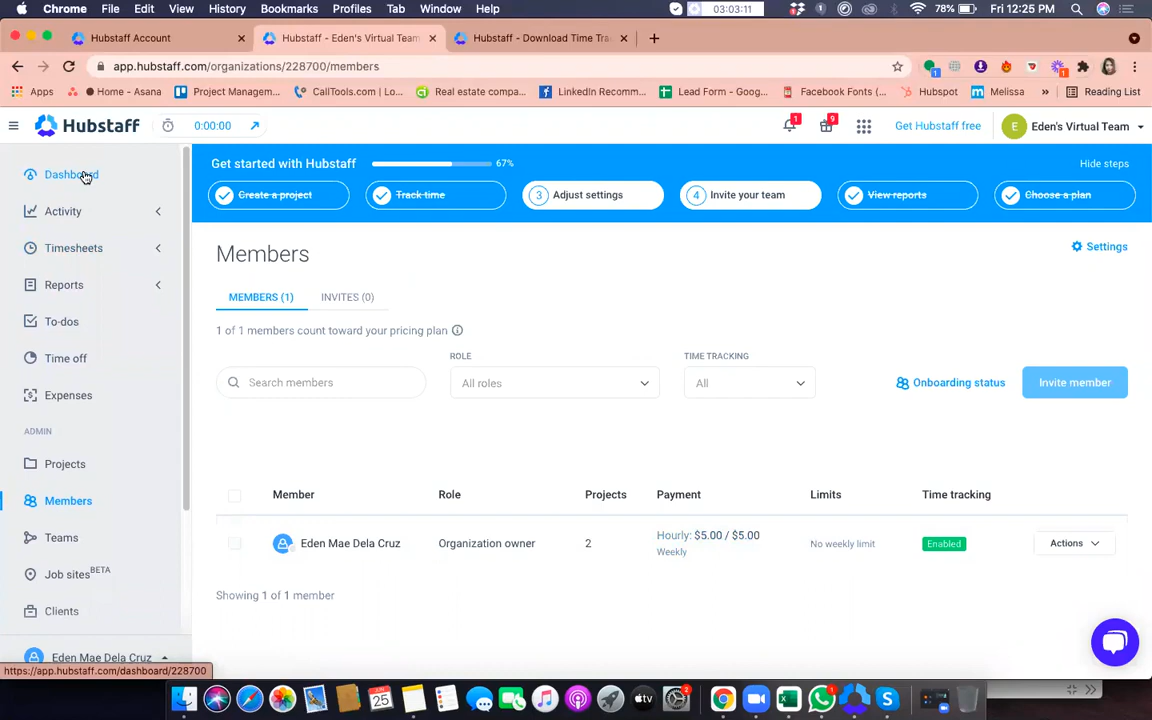 Chrome File Edit View History Bookmarks Profiles Tab Window Help 03:03:11 1 78% Fri 12:25 PM
Hubstaff Account Hubstaff - Eden's Virtual Team Hubstaff - Download Time Tra
app.hubstaff.com/organizations/228700/members
Apps Home - Asana Project Managem... CallTools.com | Lo... Real estate compa... LinkedIn Recomm... Lead Form - Goog... Facebook Fonts (... Hubspot Melissa » Reading List
Hubstaff 0:00:00 1 9 Get Hubstaff free E Eden's Virtual Team
Get started with Hubstaff 67% Hide steps
Create a project Track time 3 Adjust settings 4 Invite your team View reports Choose a plan
Dashboard
Activity
Timesheets
Reports
To-dos
Time off
Expenses
ADMIN
Projects
Members
Teams
Job sites BETA
Clients
Eden Mae Dela Cruz
https://app.hubstaff.com/dashboard/228700
Members Settings
MEMBERS (1) INVITES (0)
1 of 1 members count toward your pricing plan
ROLE TIME TRACKING
Search members All roles All Onboarding status Invite member
Member Role Projects Payment Limits Time tracking
Eden Mae Dela Cruz Organization owner 2 Hourly: $5.00 / $5.00 No weekly limit Enabled Actions
Weekly
Showing 1 of 1 member
25 tv 2 1